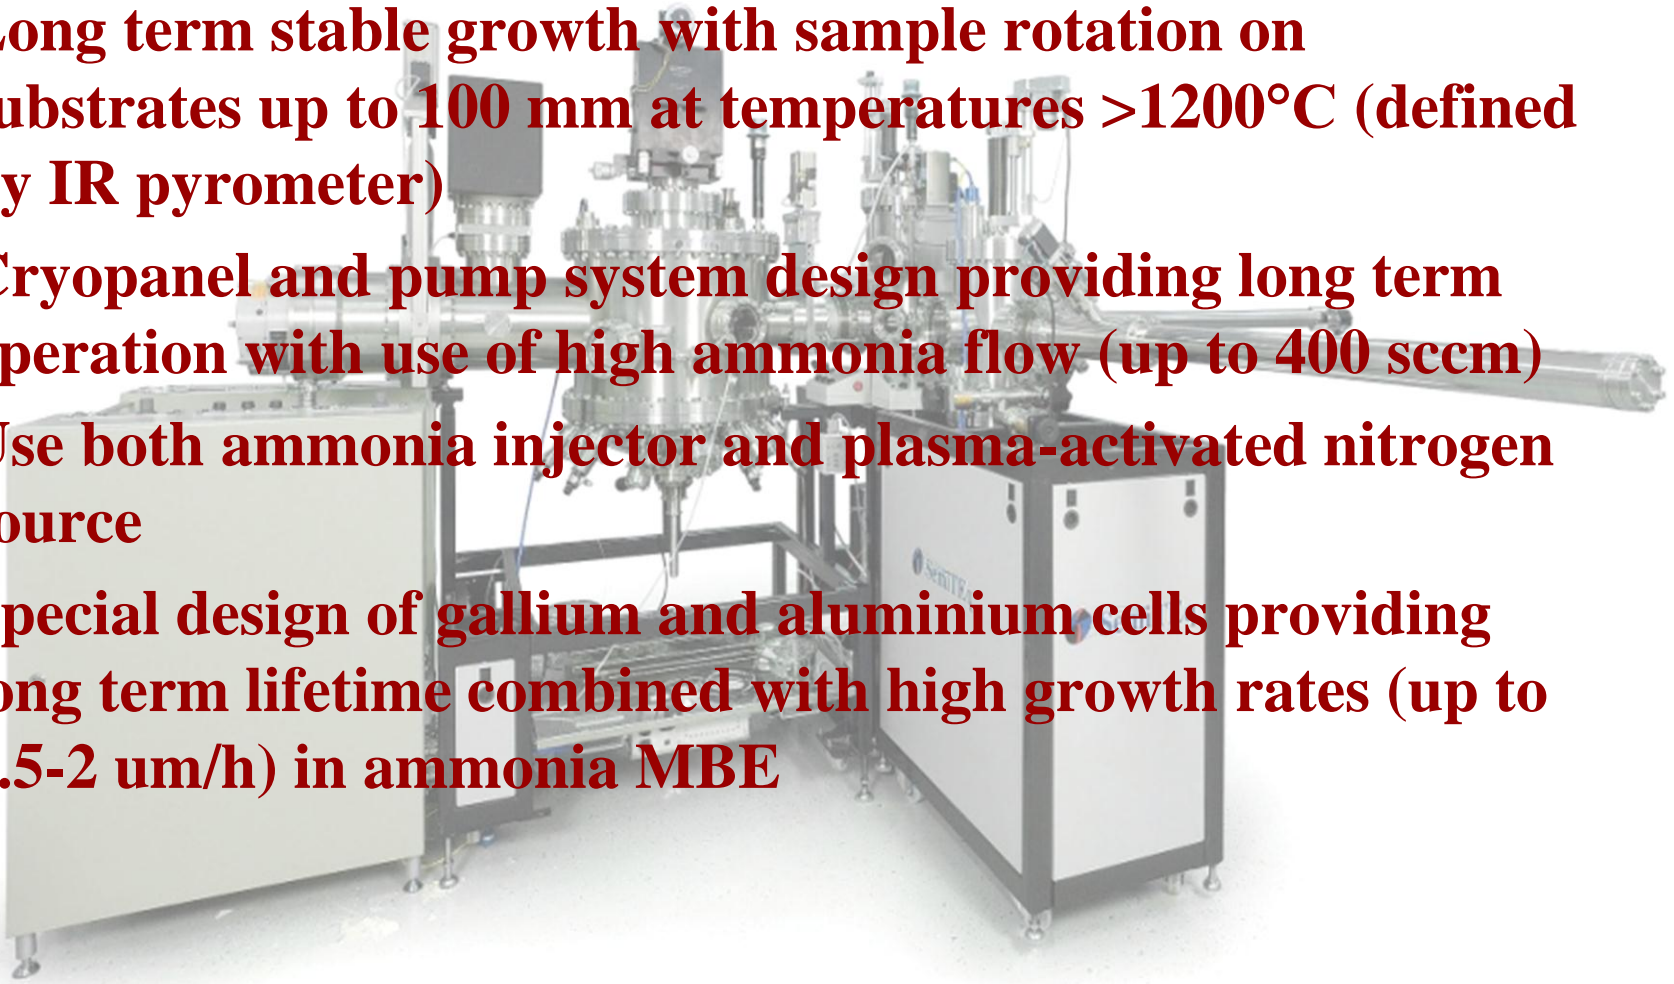 Long term stable growth with sample rotation on
ubstrates up to 100 mm at temperatures >1200°C (defined
y IR pyrometer)
Cryopanel and pump system design providing long term
peration with use of high ammonia flow (up to 400 sccm)
Use both ammonia injector and plasma-activated nitrogen
ource
pecial design of gallium and aluminium cells providing
ong term lifetime combined with high growth rates (up to
.5-2 um/h) in ammonia MBE